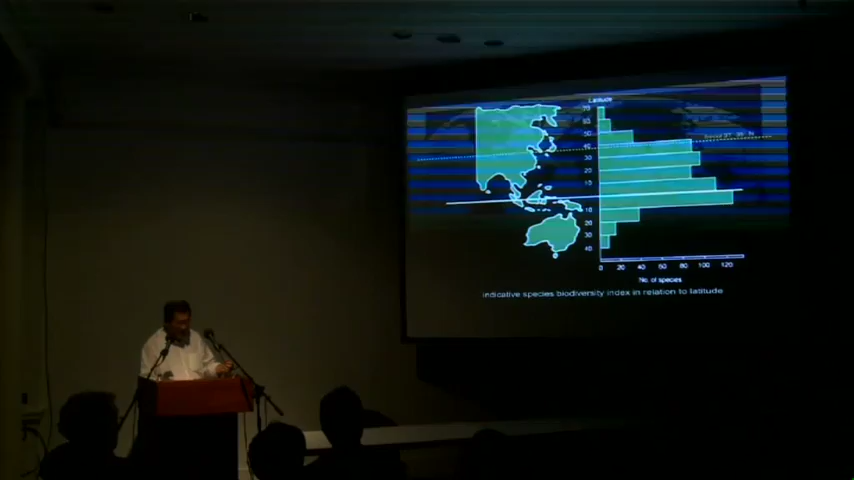 Latitude
70
60
50
40
30
20
10
10
20
30
40
0 20 40 60 80 100 120
No. of species
indicative species biodiversity index in relation to latitude